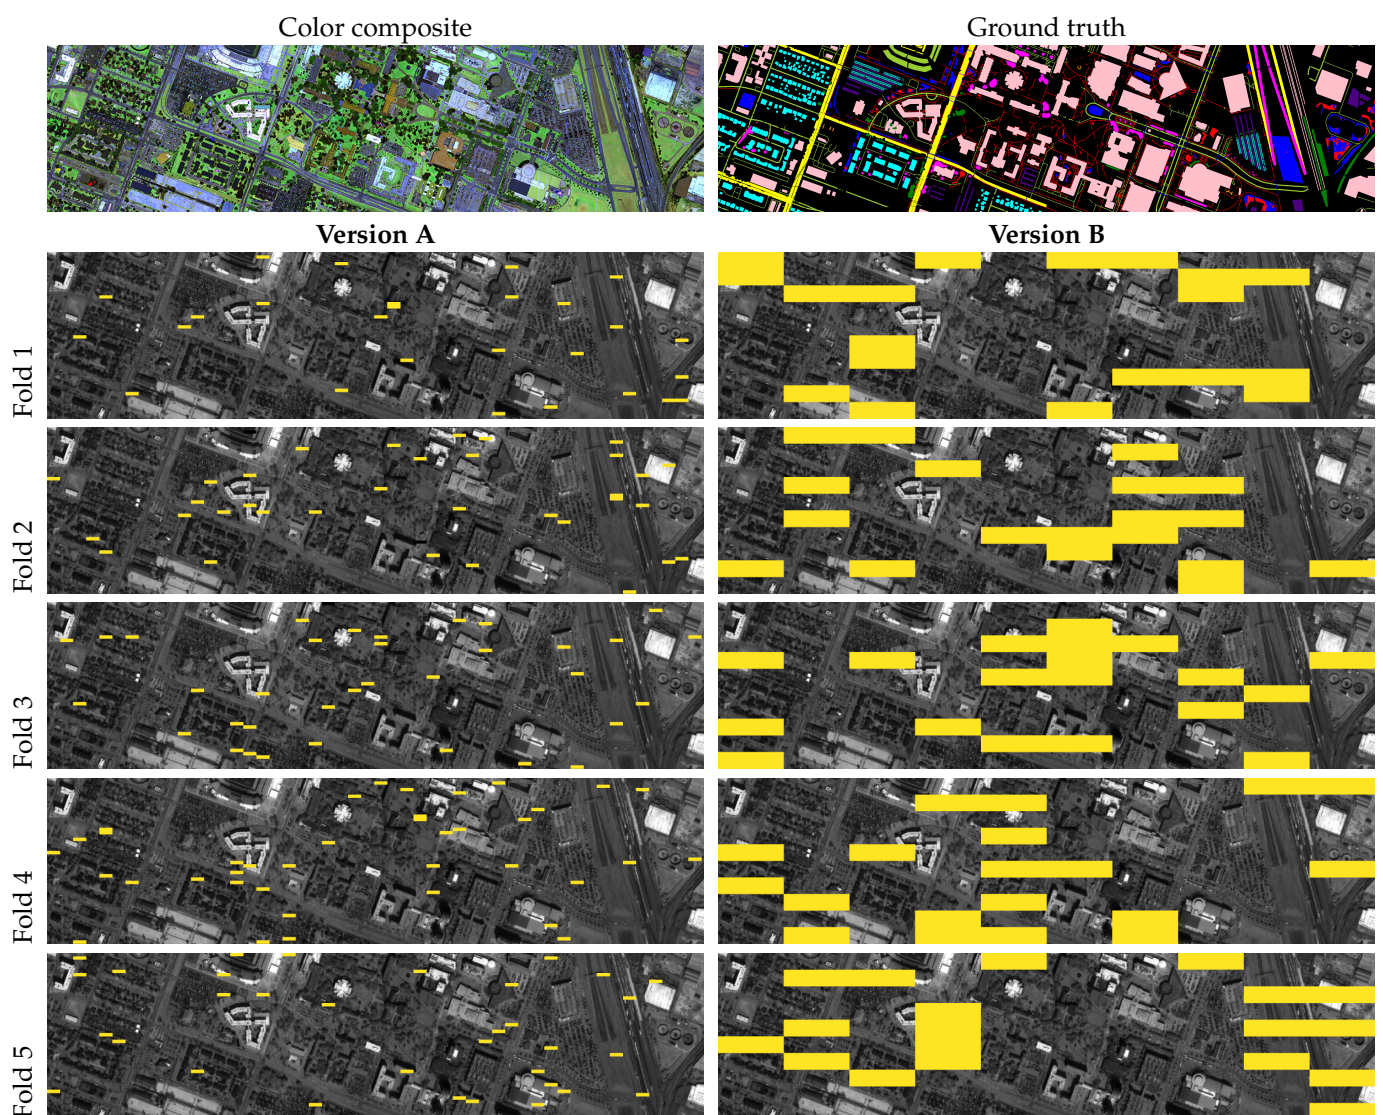 Color composite
Ground truth
Version A
Version B
Fold 1
Fold 2
Fold 3
Fold 4
Fold 5